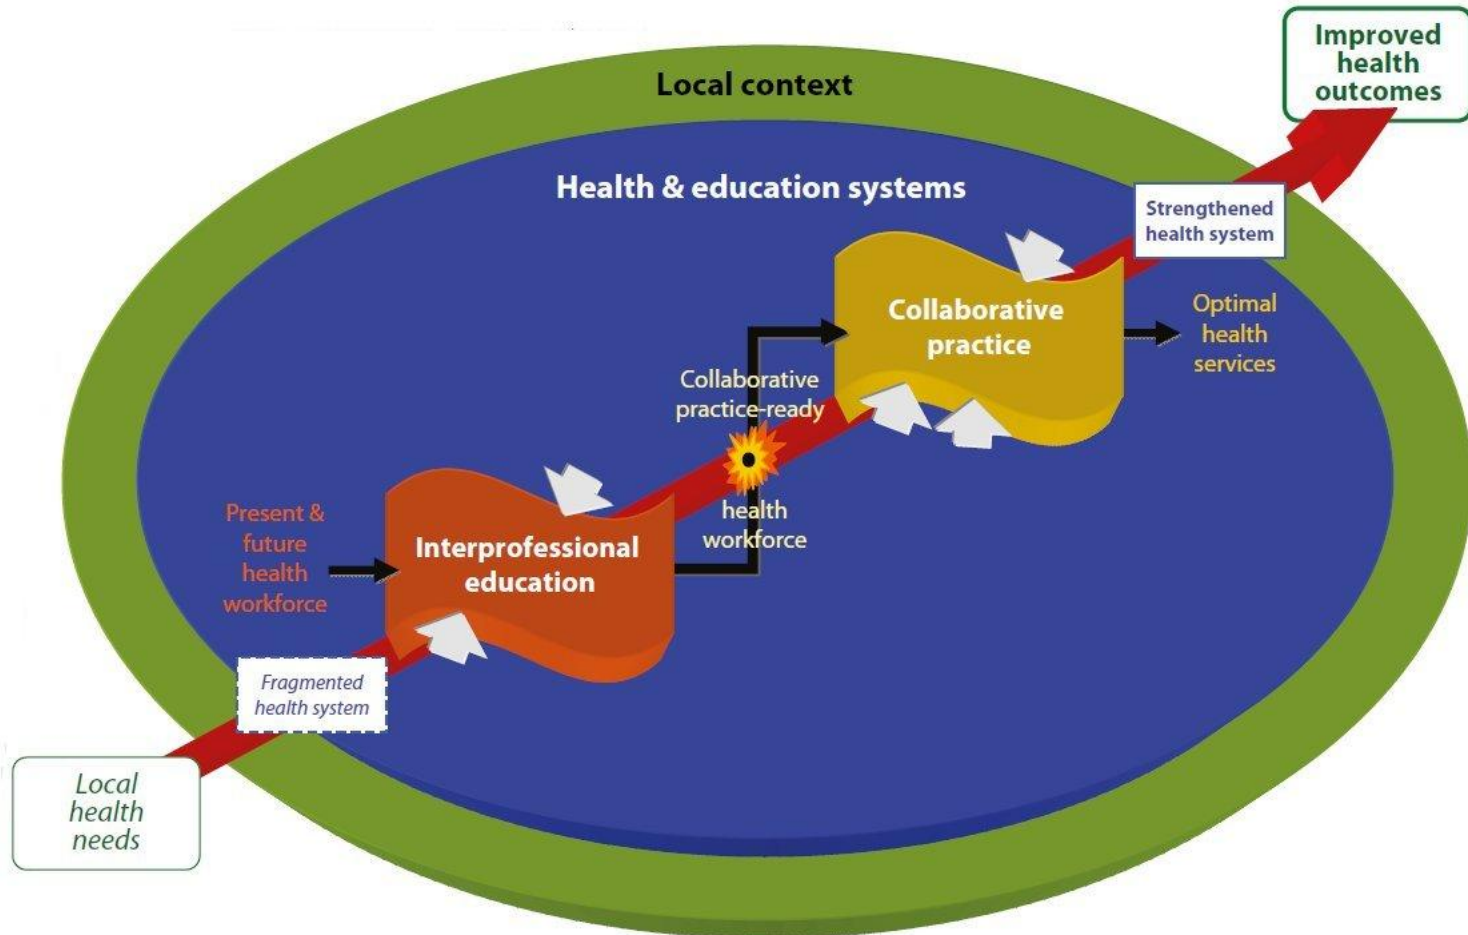 Improved
health
outcomes
Local context
Health & education systems
Strengthened
health system
Collaborative
practice
Optimal
health
services
Collaborative
practice-ready
health
workforce
Present &
future
health
workforce
Interprofessional
education
Fragmented
health system
Local
health
needs